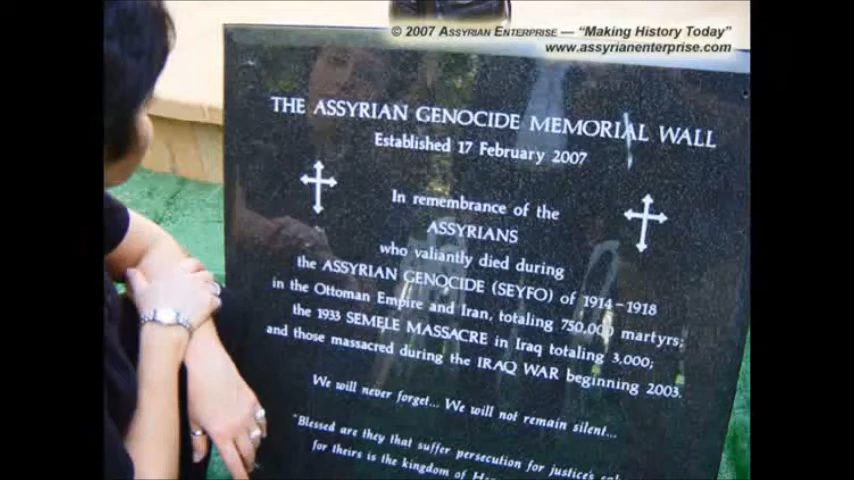 © 2007 ASSYRIAN ENTERPRISE — “Making History Today”
www.assyrianenterprise.com
THE ASSYRIAN GENOCIDE MEMORIAL WALL
Established 17 February 2007
In remembrance of the
ASSYRIANS
who valiantly died during
the ASSYRIAN GENOCIDE (SEYFO) of 1914–1918
in the Ottoman Empire and Iran, totaling 750,000 martyrs;
the 1933 SEMELE MASSACRE in Iraq totaling 3,000;
and those massacred during the IRAQ WAR beginning 2003.
We will never forget... We will not remain silent...
"Blessed are they that suffer persecution for justice's
for theirs is the kingdom of